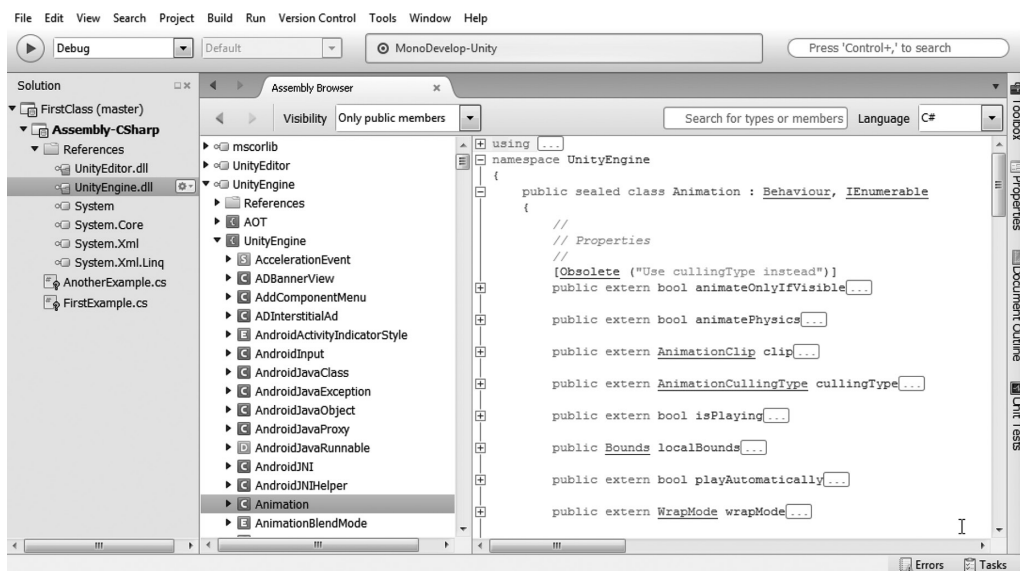 File Edit View Search Project Build Run Version Control Tools Window Help
Debug
Default
MonoDevelop-Unity
Press 'Control+,' to search
Solution
FirstClass (master)
Assembly-CSharp
References
UnityEditor.dll
UnityEngine.dll
System
System.Core
System.Xml
System.Xml.Linq
AnotherExample.cs
FirstExample.cs
Assembly Browser
Visibility Only public members
Search for types or members
Language C#
mscorlib
UnityEditor
UnityEngine
References
AOT
UnityEngine
AccelerationEvent
ADBannerView
AddComponentMenu
ADInterstitialAd
AndroidActivityIndicatorStyle
AndroidInput
AndroidJavaClass
AndroidJavaException
AndroidJavaObject
AndroidJavaProxy
AndroidJavaRunnable
AndroidJNI
AndroidJNIHelper
Animation
AnimationBlendMode
using ...
namespace UnityEngine
{
public sealed class Animation : Behaviour, IEnumerable
{
//
// Properties
//
[Obsolete ("Use cullingType instead")]
public extern bool animateOnlyIfVisible...
public extern bool animatePhysics...
public extern AnimationClip clip...
public extern AnimationCullingType cullingType...
public extern bool isPlaying...
public Bounds localBounds...
public extern bool playAutomatically...
public extern WrapMode wrapMode...
Toolbox
Properties
Document Outline
Unit Tests
Errors
Tasks